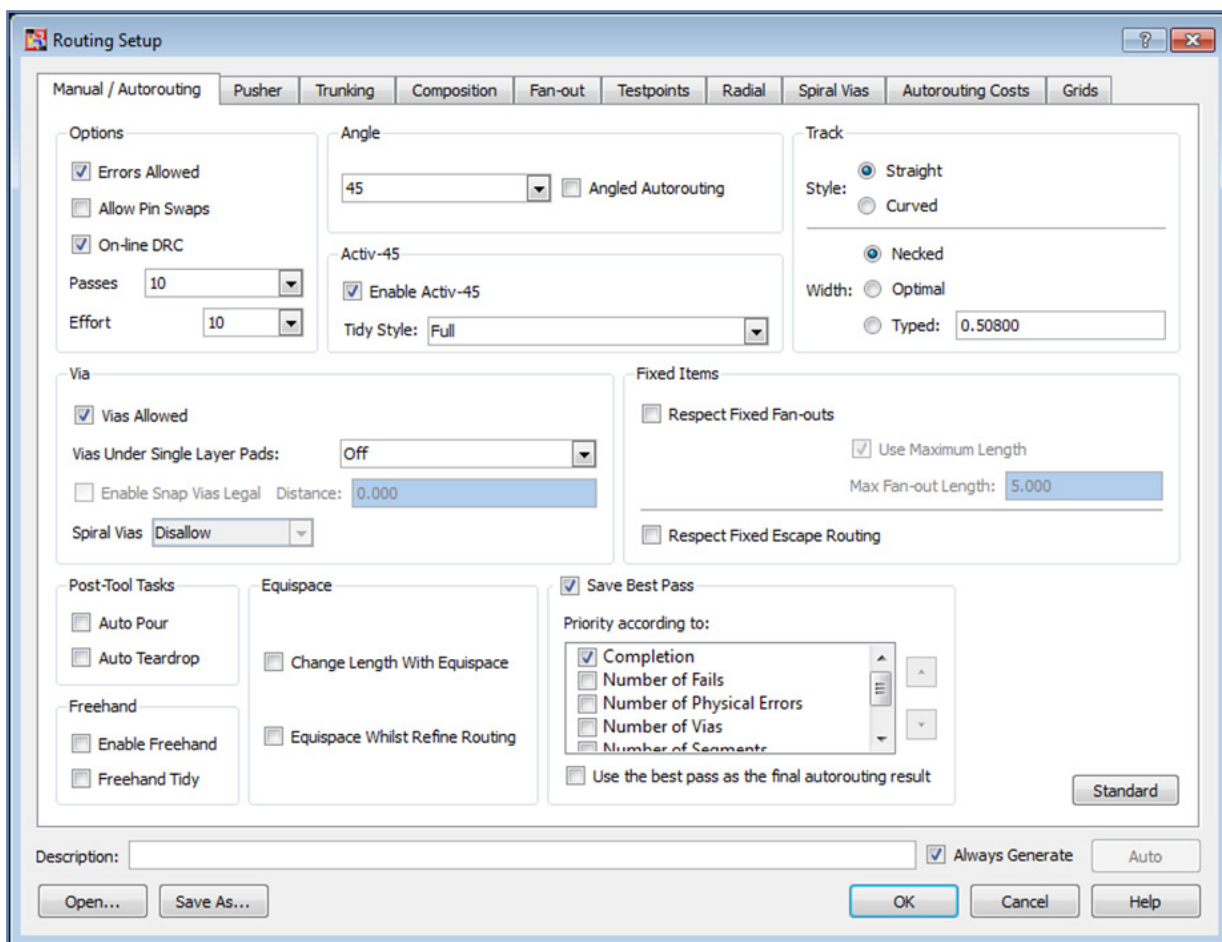 Routing Setup
Manual / Autorouting Pusher Trunking Composition Fan-out Testpoints Radial Spiral Vias Autorouting Costs Grids
Options
Errors Allowed
Allow Pin Swaps
On-line DRC
Passes 10
Effort 10
Angle
45 Angled Autorouting
Activ-45
Enable Activ-45
Tidy Style: Full
Track
Style: Straight
Curved
Width: Necked
Optimal
Typed: 0.50800
Via
Vias Allowed
Vias Under Single Layer Pads: Off
Enable Snap Vias Legal Distance: 0.000
Spiral Vias Disallow
Fixed Items
Respect Fixed Fan-outs
Use Maximum Length
Max Fan-out Length: 5.000
Respect Fixed Escape Routing
Post-Tool Tasks
Auto Pour
Auto Teardrop
Freehand
Enable Freehand
Freehand Tidy
Equispace
Change Length With Equispace
Equispace Whilst Refine Routing
Save Best Pass
Priority according to:
Completion
Number of Fails
Number of Physical Errors
Number of Vias
Number of Segments
Use the best pass as the final autorouting result
Standard
Description: Always Generate Auto
Open... Save As... OK Cancel Help